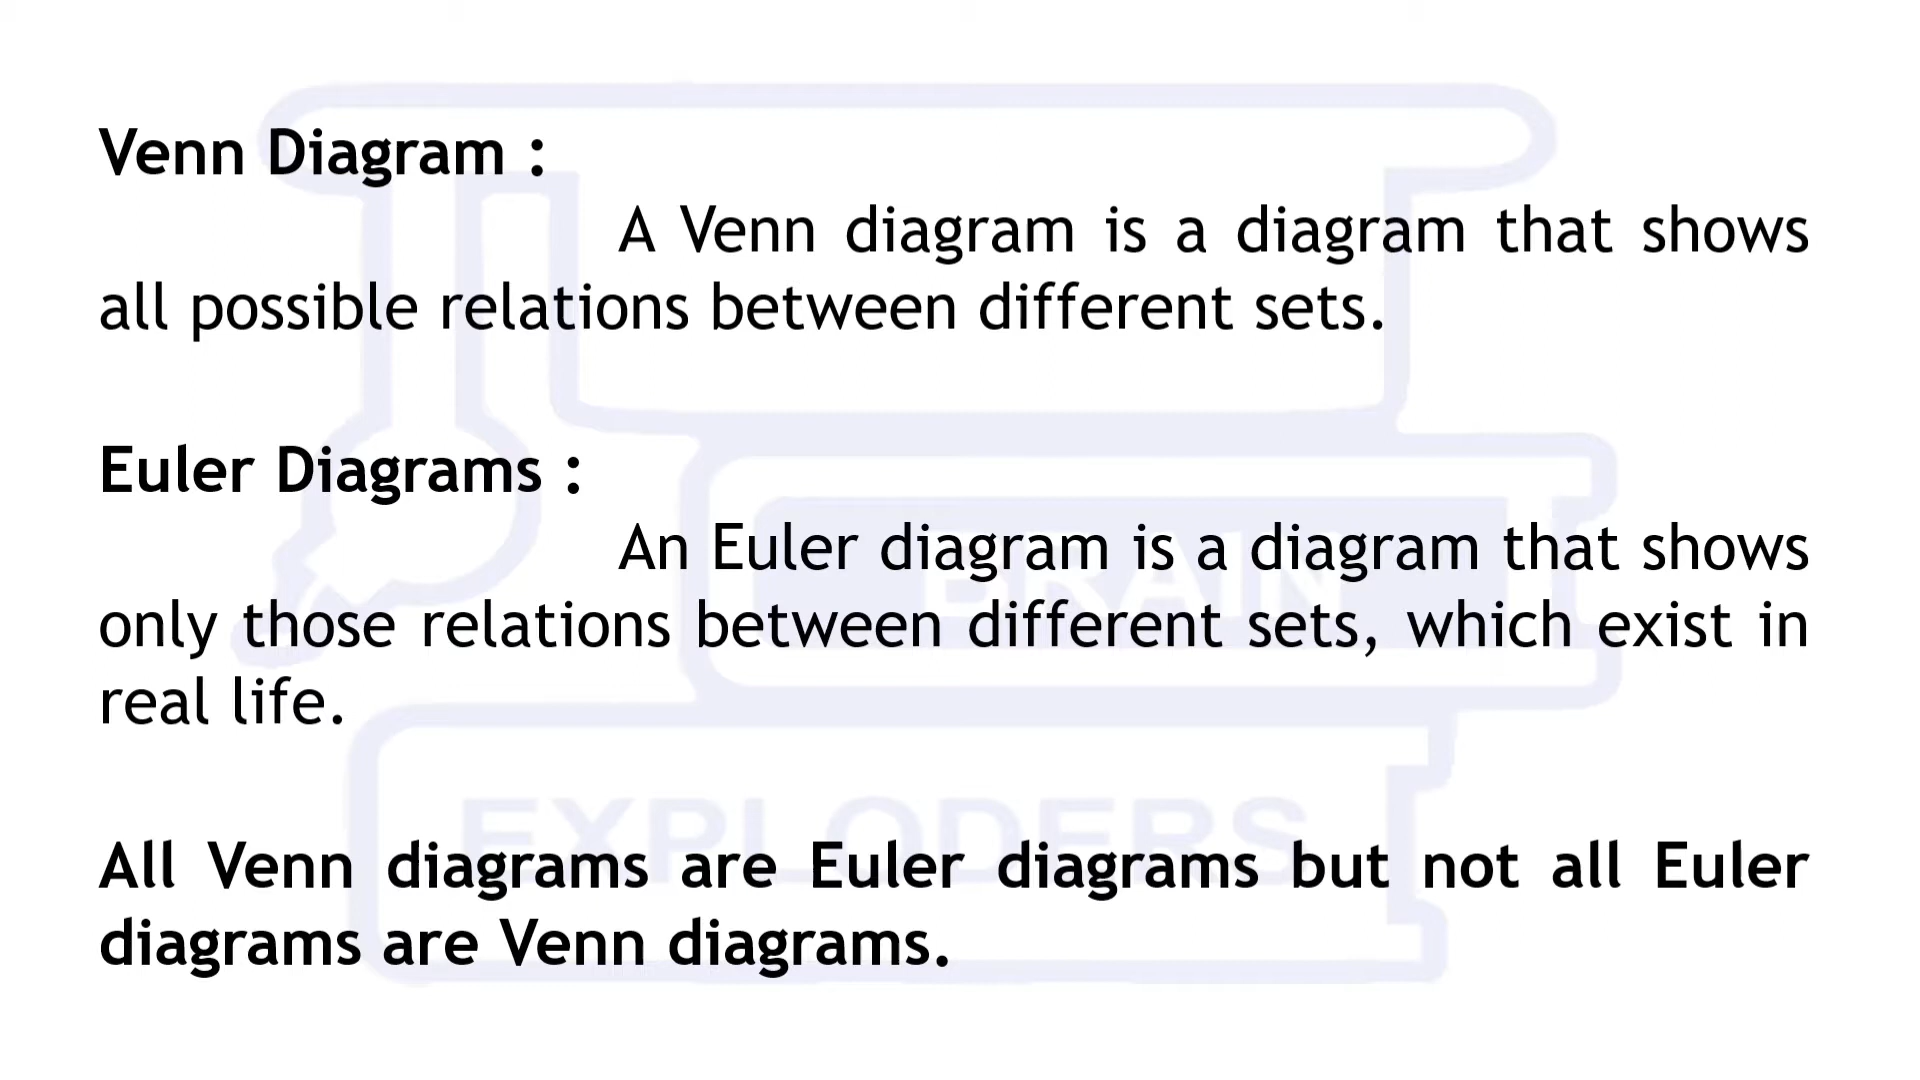 Venn Diagram :
A Venn diagram is a diagram that shows
all possible relations between different sets.
Euler Diagrams :
An Euler diagram is a diagram that shows
BRAIN
only those relations between different sets, which exist in
real life.
EXPLODERS
All Venn diagrams are Euler diagrams but not all Euler
diagrams are Venn diagrams.